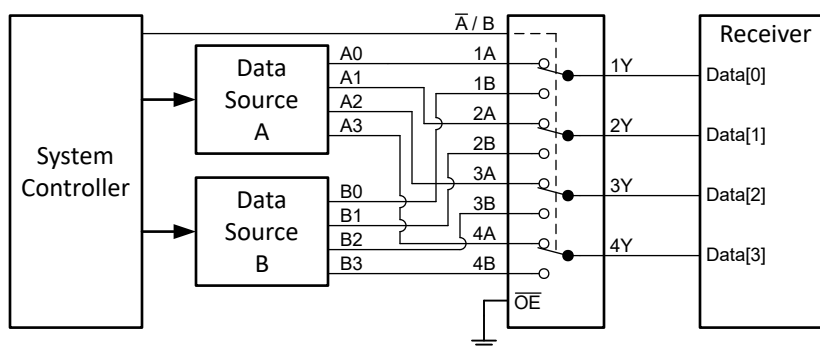 System
Controller
Data
Source
A
A0
A1
A2
A3
Data
Source
B
B0
B1
B2
B3
A̅ / B
1A
1B
2A
2B
3A
3B
4A
4B
O̅E̅
1Y
2Y
3Y
4Y
Receiver
Data[0]
Data[1]
Data[2]
Data[3]